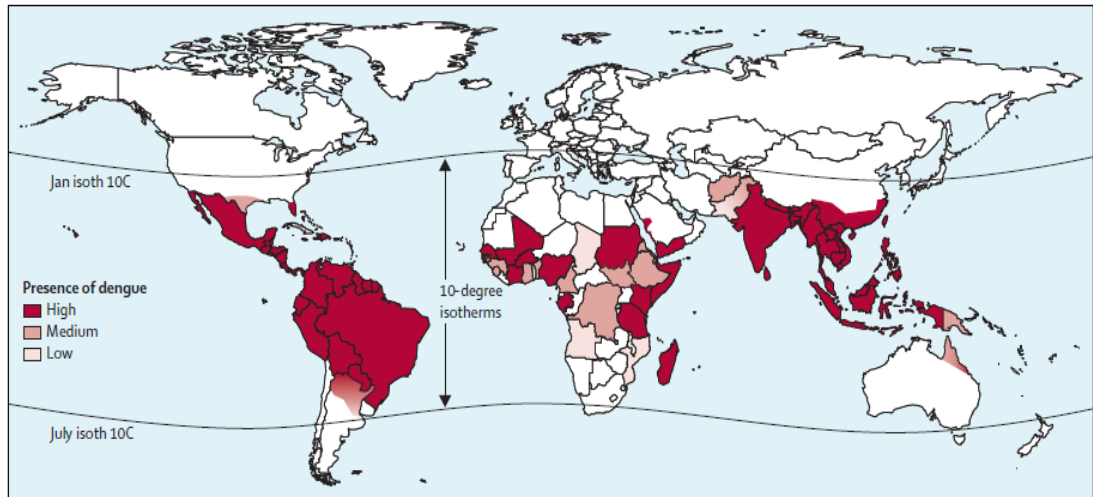 Jan isoth 10C
Presence of dengue
High
Medium
Low
10-degree
isotherms
July isoth 10C